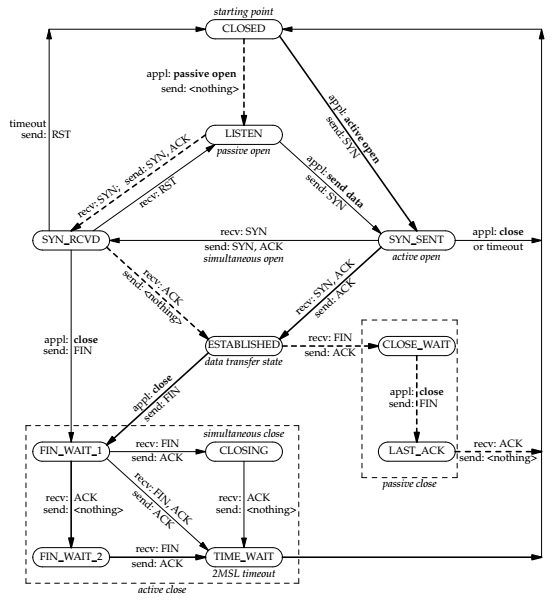 starting point
CLOSED
appl: passive open
send: <nothing>
appl: active open
send: SYN
timeout
send: RST
LISTEN
passive open
recv: SYN; send: SYN, ACK
recv: RST
appl: send data
send: SYN
SYN_RCVD
recv: SYN
send: SYN, ACK
simultaneous open
SYN_SENT
active open
appl: close
or timeout
recv: ACK
send: <nothing>
recv: SYN, ACK
send: ACK
appl: close
send: FIN
ESTABLISHED
data transfer state
recv: FIN
send: ACK
CLOSE_WAIT
appl: close
send: FIN
appl: close
send: FIN
simultaneous close
FIN_WAIT_1
recv: FIN
send: ACK
CLOSING
LAST_ACK
recv: ACK
send: <nothing>
passive close
recv: ACK
send: <nothing>
recv: FIN, ACK
send: ACK
recv: ACK
send: <nothing>
FIN_WAIT_2
recv: FIN
send: ACK
TIME_WAIT
2MSL timeout
active close